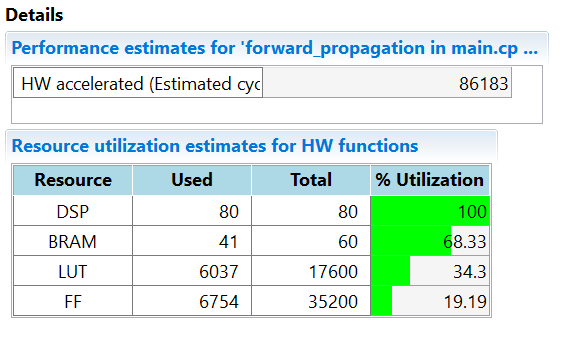 Details
Performance estimates for 'forward_propagation in main.cp ...
HW accelerated (Estimated cyc 86183
Resource utilization estimates for HW functions
Resource Used Total % Utilization
DSP 80 80 100
BRAM 41 60 68.33
LUT 6037 17600 34.3
FF 6754 35200 19.19